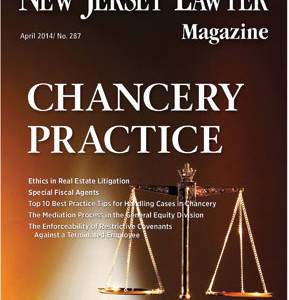 NEW JERSEY LAWYER
April 2014/ No. 287
Magazine
CHANCERY
PRACTICE
Ethics in Real Estate Litigation
Special Fiscal Agents
Top 10 Best Practice Tips for Handling Cases in Chancery
The Mediation Process in the General Equity Division
The Enforceability of Restrictive Covenants
Against a Terminated Employee